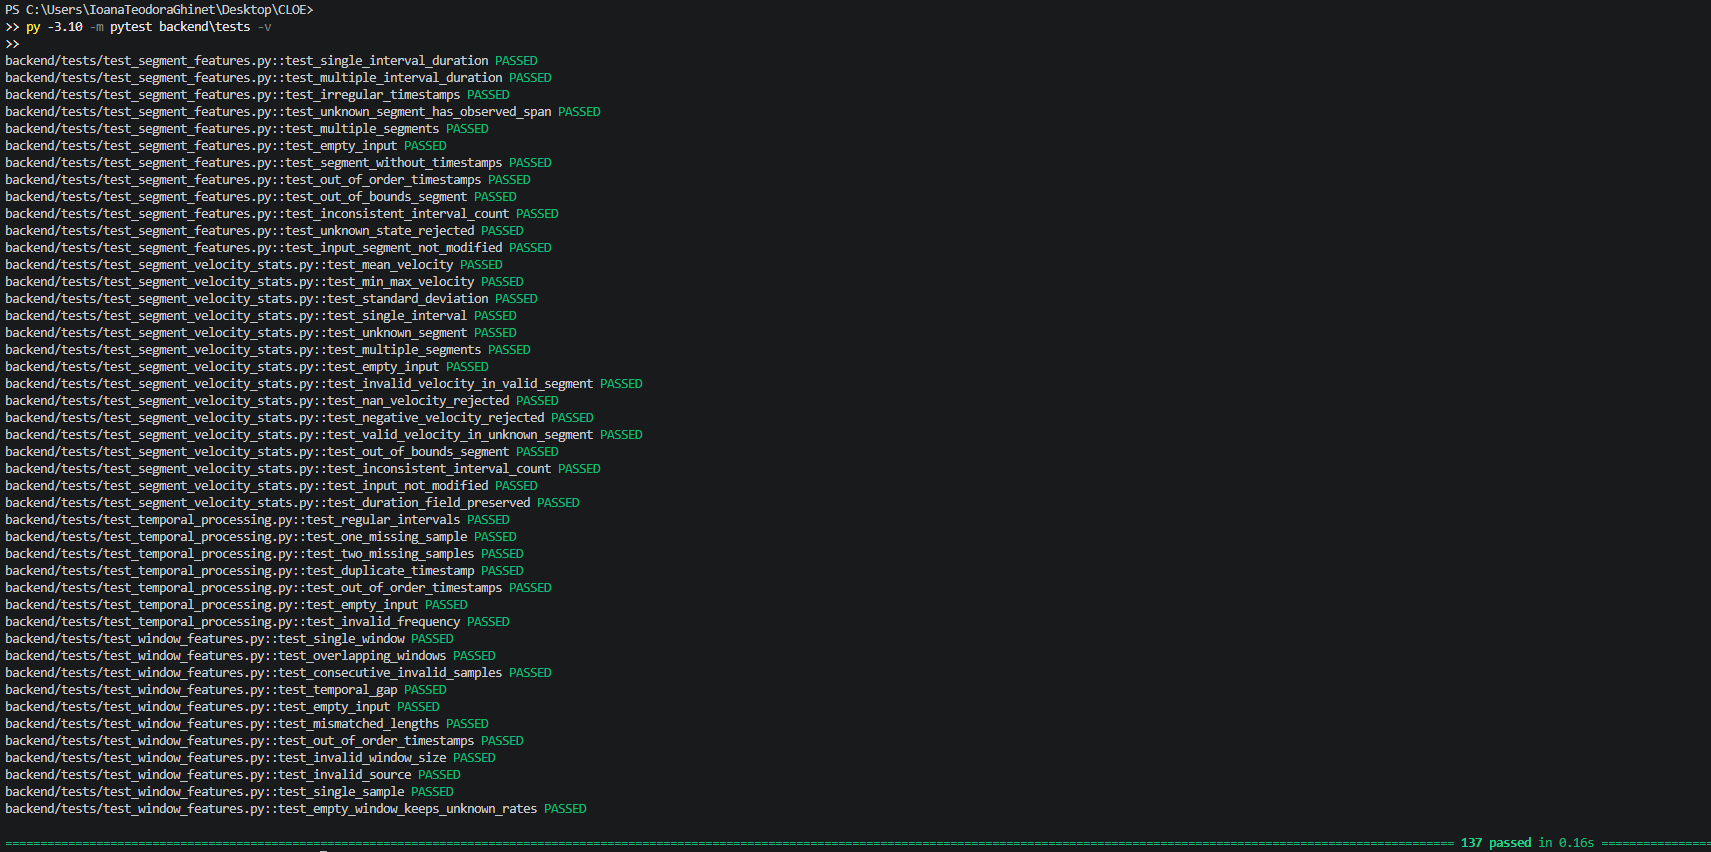 PS C:\Users\IoanaTeodoraGhinet\Desktop\CLOE>
>> py -3.10 -m pytest backend\tests -v
>>
backend/tests/test_segment_features.py::test_single_interval_duration PASSED
backend/tests/test_segment_features.py::test_multiple_interval_duration PASSED
backend/tests/test_segment_features.py::test_irregular_timestamps PASSED
backend/tests/test_segment_features.py::test_unknown_segment_has_observed_span PASSED
backend/tests/test_segment_features.py::test_multiple_segments PASSED
backend/tests/test_segment_features.py::test_empty_input PASSED
backend/tests/test_segment_features.py::test_segment_without_timestamps PASSED
backend/tests/test_segment_features.py::test_out_of_order_timestamps PASSED
backend/tests/test_segment_features.py::test_out_of_bounds_segment PASSED
backend/tests/test_segment_features.py::test_inconsistent_interval_count PASSED
backend/tests/test_segment_features.py::test_unknown_state_rejected PASSED
backend/tests/test_segment_features.py::test_input_segment_not_modified PASSED
backend/tests/test_segment_velocity_stats.py::test_mean_velocity PASSED
backend/tests/test_segment_velocity_stats.py::test_min_max_velocity PASSED
backend/tests/test_segment_velocity_stats.py::test_standard_deviation PASSED
backend/tests/test_segment_velocity_stats.py::test_single_interval PASSED
backend/tests/test_segment_velocity_stats.py::test_unknown_segment PASSED
backend/tests/test_segment_velocity_stats.py::test_multiple_segments PASSED
backend/tests/test_segment_velocity_stats.py::test_empty_input PASSED
backend/tests/test_segment_velocity_stats.py::test_invalid_velocity_in_valid_segment PASSED
backend/tests/test_segment_velocity_stats.py::test_nan_velocity_rejected PASSED
backend/tests/test_segment_velocity_stats.py::test_negative_velocity_rejected PASSED
backend/tests/test_segment_velocity_stats.py::test_valid_velocity_in_unknown_segment PASSED
backend/tests/test_segment_velocity_stats.py::test_out_of_bounds_segment PASSED
backend/tests/test_segment_velocity_stats.py::test_inconsistent_interval_count PASSED
backend/tests/test_segment_velocity_stats.py::test_input_not_modified PASSED
backend/tests/test_segment_velocity_stats.py::test_duration_field_preserved PASSED
backend/tests/test_temporal_processing.py::test_regular_intervals PASSED
backend/tests/test_temporal_processing.py::test_one_missing_sample PASSED
backend/tests/test_temporal_processing.py::test_two_missing_samples PASSED
backend/tests/test_temporal_processing.py::test_duplicate_timestamp PASSED
backend/tests/test_temporal_processing.py::test_out_of_order_timestamps PASSED
backend/tests/test_temporal_processing.py::test_empty_input PASSED
backend/tests/test_temporal_processing.py::test_invalid_frequency PASSED
backend/tests/test_window_features.py::test_single_window PASSED
backend/tests/test_window_features.py::test_overlapping_windows PASSED
backend/tests/test_window_features.py::test_consecutive_invalid_samples PASSED
backend/tests/test_window_features.py::test_temporal_gap PASSED
backend/tests/test_window_features.py::test_empty_input PASSED
backend/tests/test_window_features.py::test_mismatched_lengths PASSED
backend/tests/test_window_features.py::test_out_of_order_timestamps PASSED
backend/tests/test_window_features.py::test_invalid_window_size PASSED
backend/tests/test_window_features.py::test_invalid_source PASSED
backend/tests/test_window_features.py::test_single_sample PASSED
backend/tests/test_window_features.py::test_empty_window_keeps_unknown_rates PASSED
137 passed in 0.16s